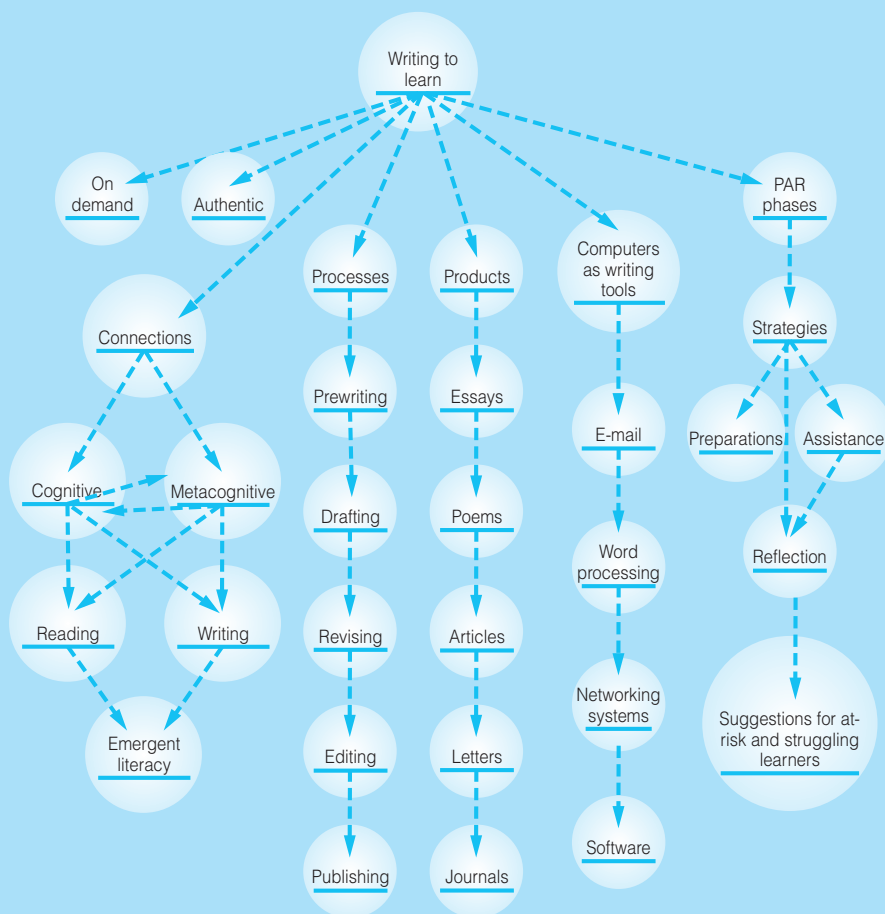 Writing to
learn
On
demand
Authentic
PAR
phases
Processes
Products
Computers
as writing
tools
Connections
Strategies
Prewriting
Essays
E-mail
Preparations
Assistance
Cognitive
Metacognitive
Drafting
Poems
Word
processing
Reflection
Reading
Writing
Revising
Articles
Networking
systems
Suggestions for at-
risk and struggling
learners
Emergent
literacy
Editing
Letters
Software
Publishing
Journals